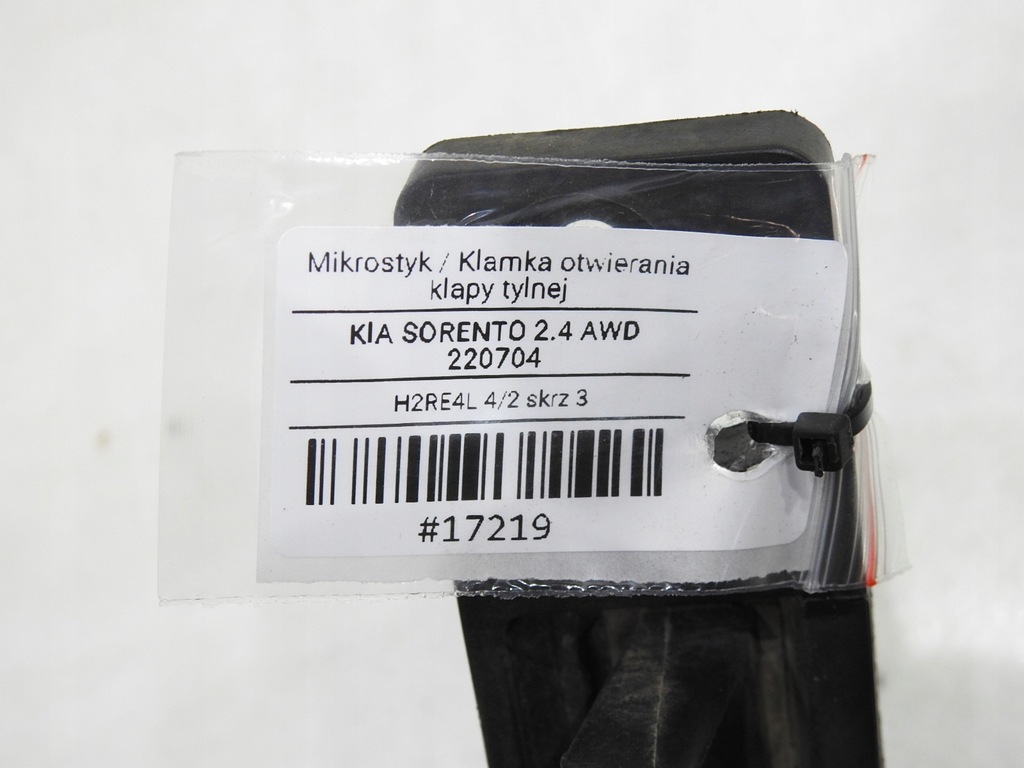 Mikrostyk / Klamka otwierania
klapy tylnej
KIA SORENTO 2.4 AWD
220704
H2RE4L 4/2 skrz 3
#17219